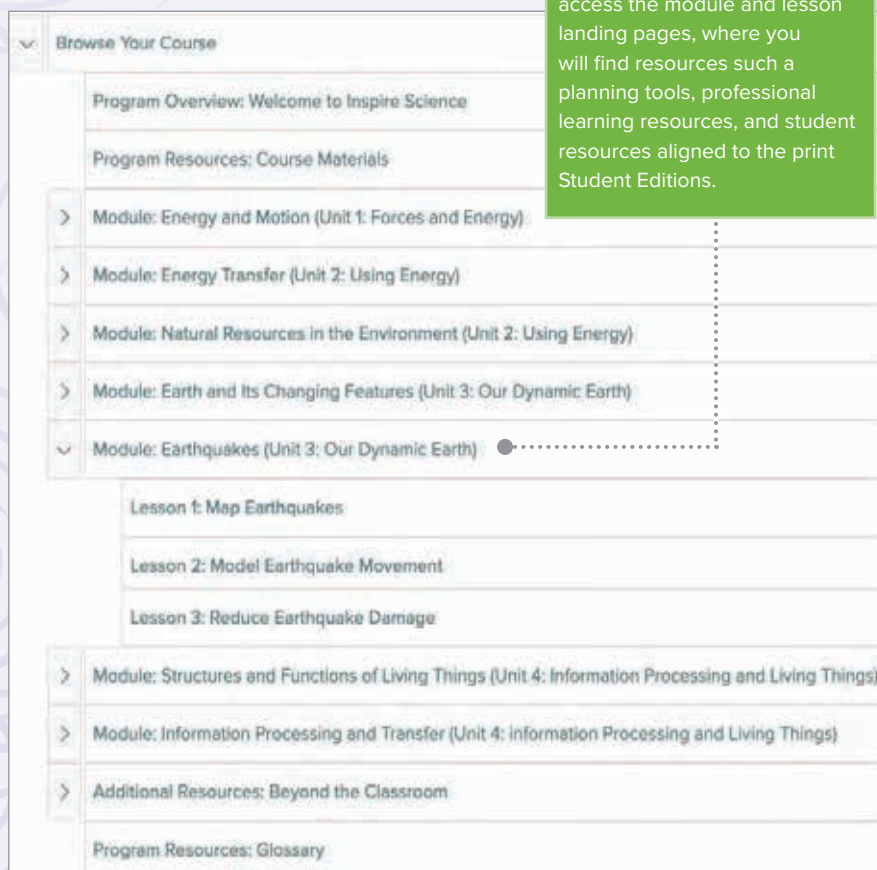 access the module and lesson
landing pages, where you
will find resources such a
planning tools, professional
learning resources, and student
resources aligned to the print
Student Editions.
Browse Your Course
Program Overview: Welcome to Inspire Science
Program Resources: Course Materials
Module: Energy and Motion (Unit 1: Forces and Energy)
Module: Energy Transfer (Unit 2: Using Energy)
Module: Natural Resources in the Environment (Unit 2: Using Energy)
Module: Earth and Its Changing Features (Unit 3: Our Dynamic Earth)
Module: Earthquakes (Unit 3: Our Dynamic Earth)
Lesson 1: Map Earthquakes
Lesson 2: Model Earthquake Movement
Lesson 3: Reduce Earthquake Damage
Module: Structures and Functions of Living Things (Unit 4: Information Processing and Living Things)
Module: Information Processing and Transfer (Unit 4: Information Processing and Living Things)
Additional Resources: Beyond the Classroom
Program Resources: Glossary